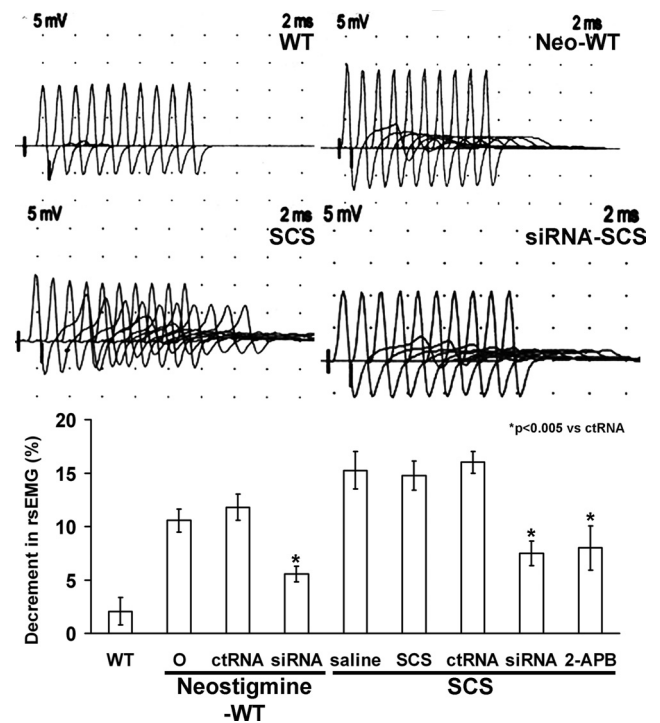 5 mV 2 ms
WT
5 mV 2 ms
Neo-WT
5 mV 2 ms
SCS
5 mV 2 ms
siRNA-SCS
*p<0.005 vs ctRNA
Decrement in rsEMG (%)
20
15
10
5
0
*
*
*
WT O ctRNA siRNA saline SCS ctRNA siRNA 2-APB
Neostigmine
-WT
SCS